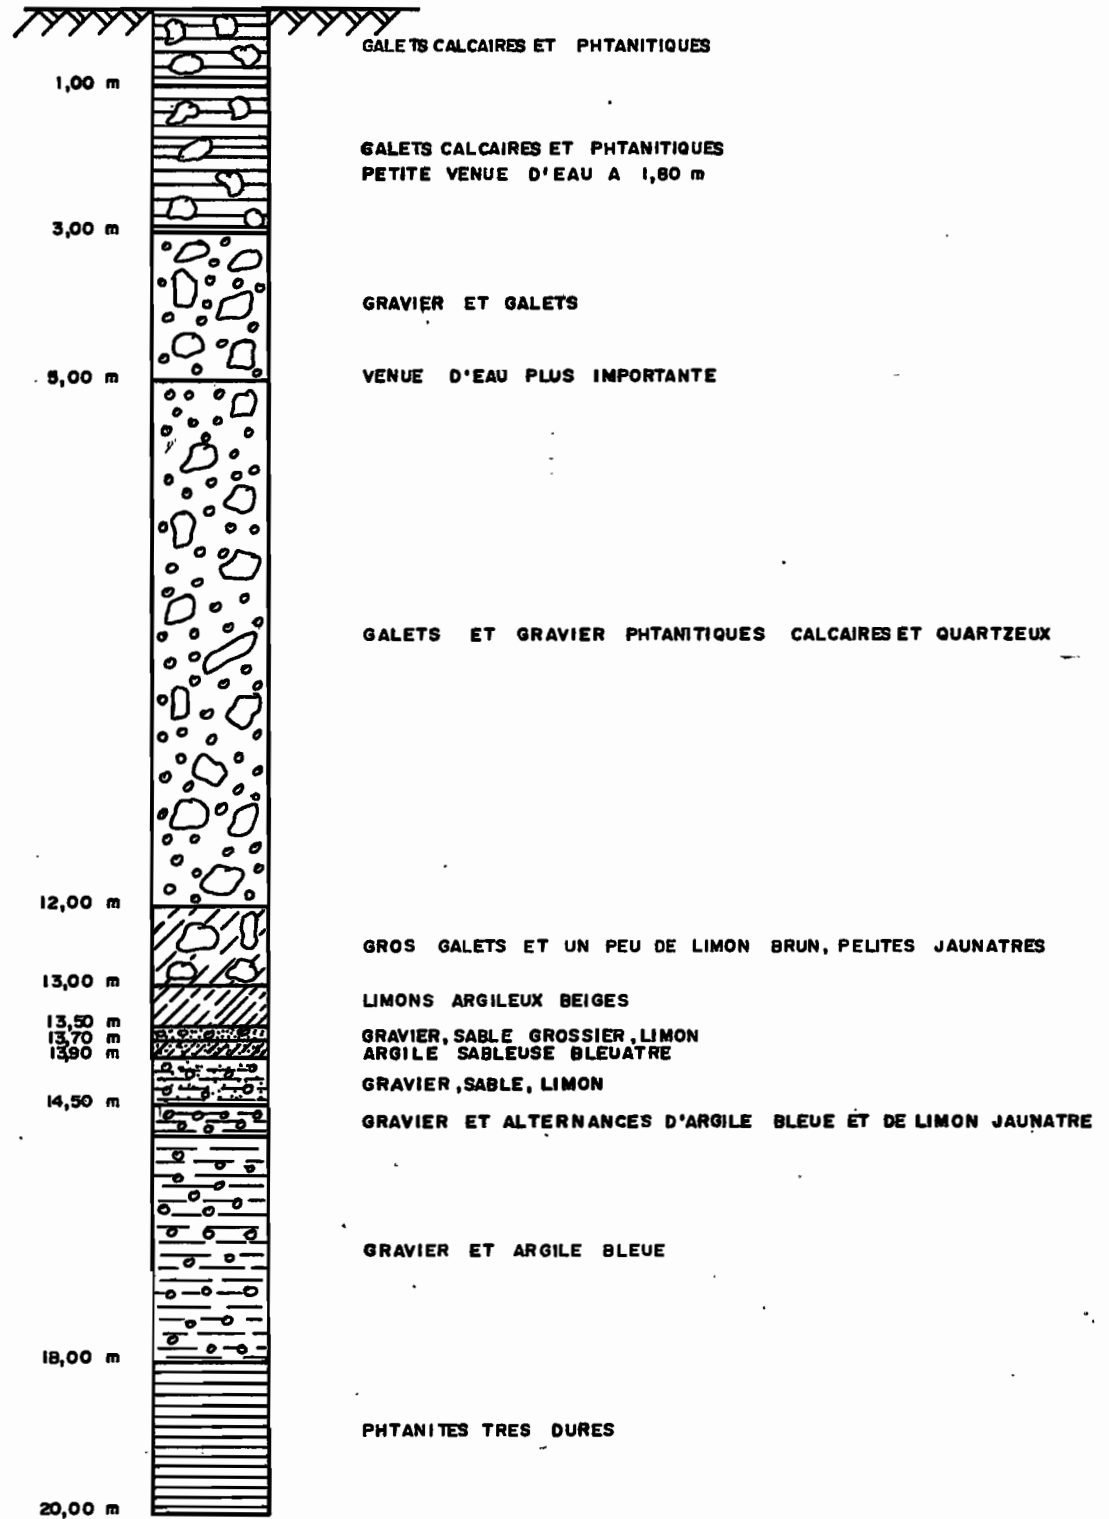 GALETS CALCAIRES ET PHTANITIQUES
1,00 m
GALETS CALCAIRES ET PHTANITIQUES
PETITE VENUE D'EAU A 1,80 m
3,00 m
GRAVIER ET GALETS
5,00 m
VENUE D'EAU PLUS IMPORTANTE
GALETS ET GRAVIER PHTANITIQUES CALCAIRES ET QUARTZEUX
12,00 m
GROS GALETS ET UN PEU DE LIMON BRUN, PELITES JAUNATRES
13,00 m
LIMONS ARGILEUX BEIGES
13,50 m
GRAVIER, SABLE GROSSIER, LIMON
13,70 m
ARGILE SABLEUSE BLEUATRE
13,90 m
GRAVIER, SABLE, LIMON
14,50 m
GRAVIER ET ALTERNANCES D'ARGILE BLEUE ET DE LIMON JAUNATRE
GRAVIER ET ARGILE BLEUE
18,00 m
PHTANITES TRES DURES
20,00 m